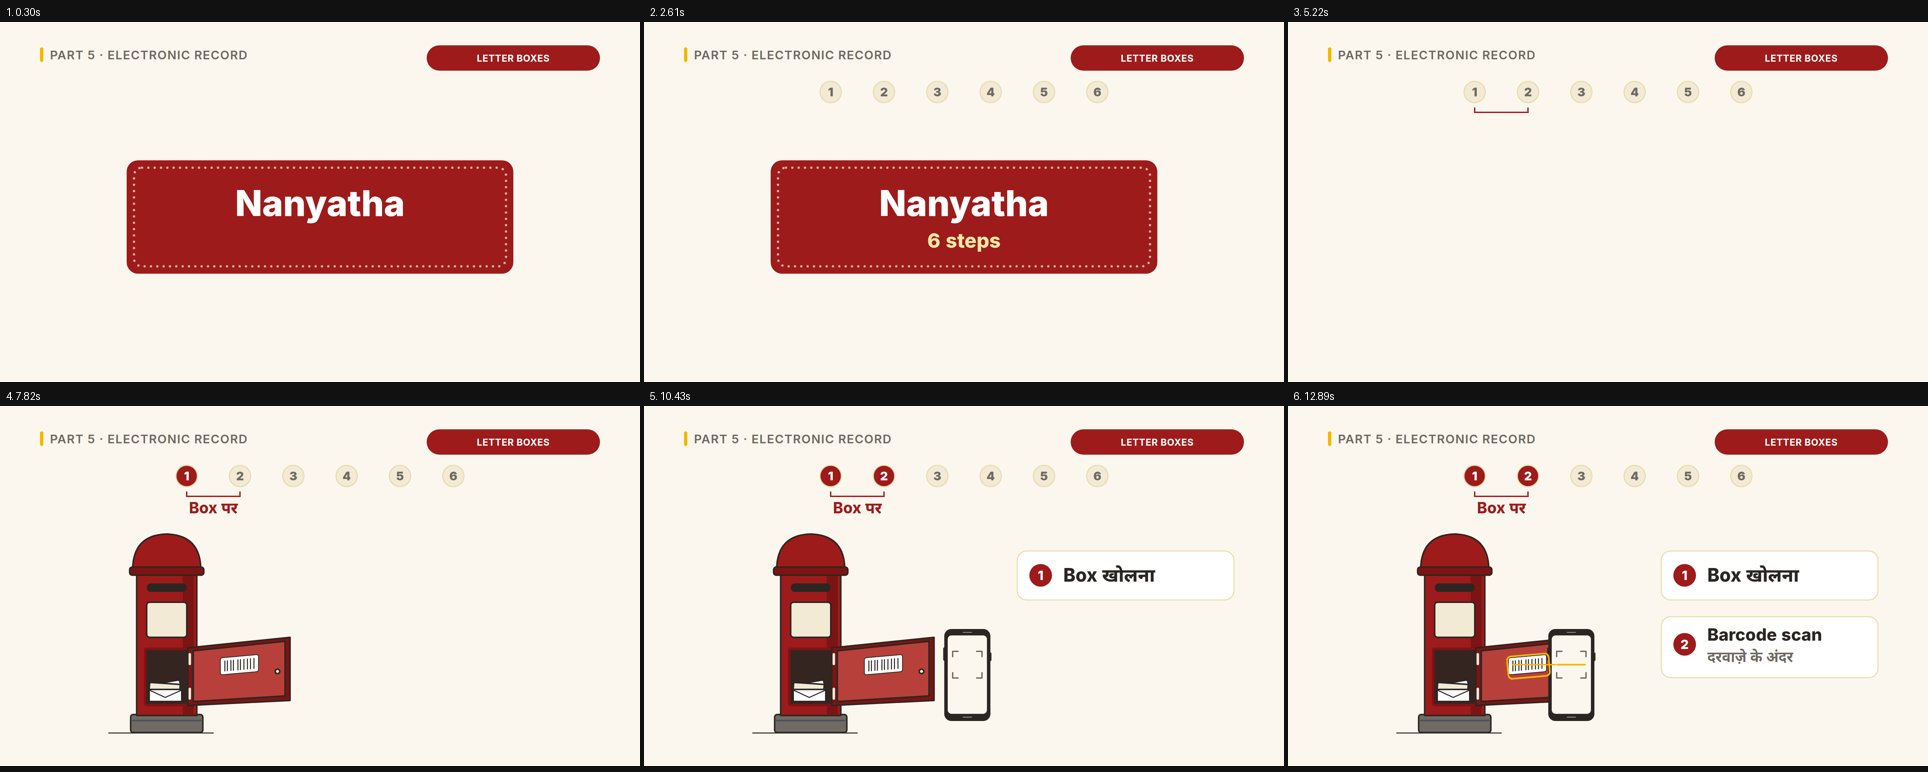 1. 0.30s
PART 5 · ELECTRONIC RECORD
LETTER BOXES
Nanyatha
2. 2.61s
PART 5 · ELECTRONIC RECORD
LETTER BOXES
1 2 3 4 5 6
Nanyatha
6 steps
3. 5.22s
PART 5 · ELECTRONIC RECORD
LETTER BOXES
1 2 3 4 5 6
4. 7.82s
PART 5 · ELECTRONIC RECORD
LETTER BOXES
1 2 3 4 5 6
Box पर
5. 10.43s
PART 5 · ELECTRONIC RECORD
LETTER BOXES
1 2 3 4 5 6
Box पर
1 Box खोलना
6. 12.89s
PART 5 · ELECTRONIC RECORD
LETTER BOXES
1 2 3 4 5 6
Box पर
1 Box खोलना
2 Barcode scan
दरवाज़े के अंदर